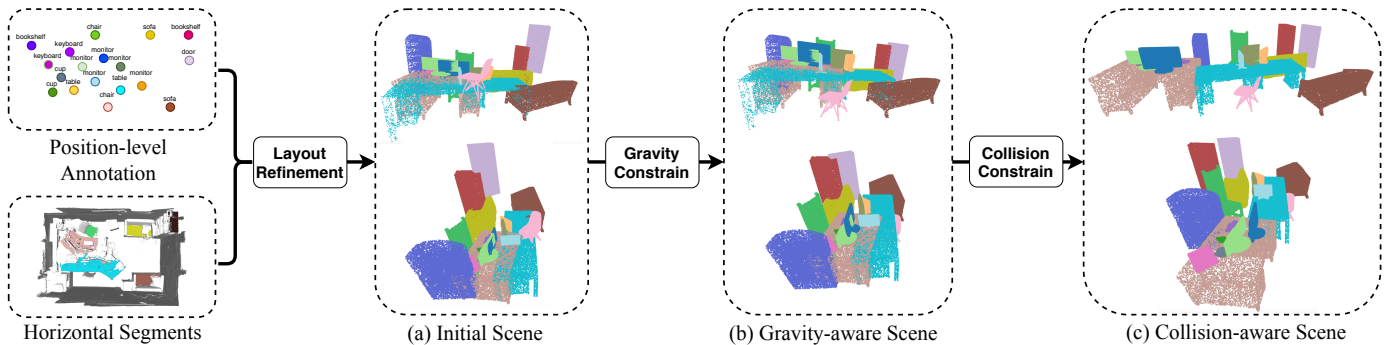 chair
sofa
bookshelf
bookshelf
keyboard
monitor
door
keyboard
monitor
monitor
cup
monitor
table
monitor
cup
table
chair
sofa
Position-level
Annotation
Horizontal Segments
Layout
Refinement
(a) Initial Scene
Gravity
Constrain
(b) Gravity-aware Scene
Collision
Constrain
(c) Collision-aware Scene